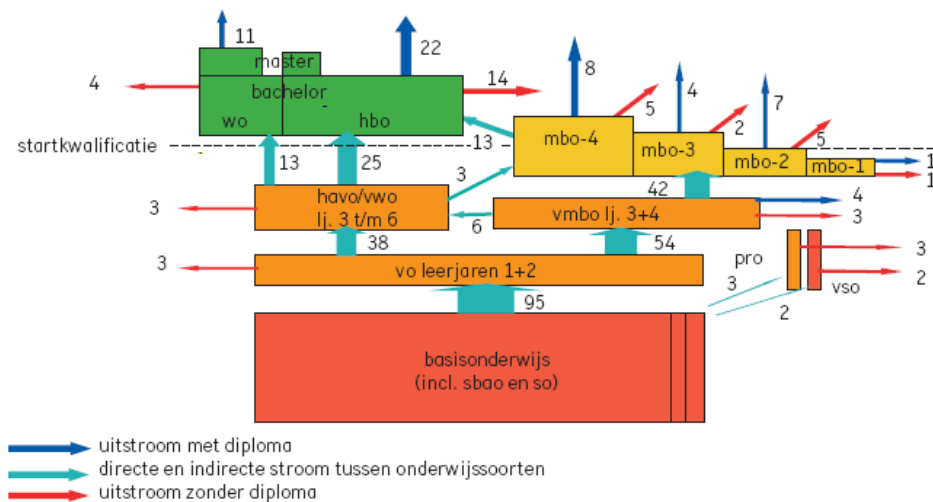 11
22
master
8
4
4
14
bachelor
7
5
2
5
wo
hbo
mbo-4
mbo-3
mbo-2
mbo-1
startkwalificatie
13
1
1
13
25
3
42
4
havo/vwo
lj. 3 t/m 6
vmbo lj. 3+4
3
3
6
38
54
pro
3
3
vo leerjaren 1+2
3
2
vso
95
2
basisonderwijs
(incl. sbao en so)
uitstroom met diploma
directe en indirecte stroom tussen onderwijssoorten
uitstroom zonder diploma